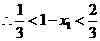 ∴ 1/3 < 1 - x₁ < 2/3